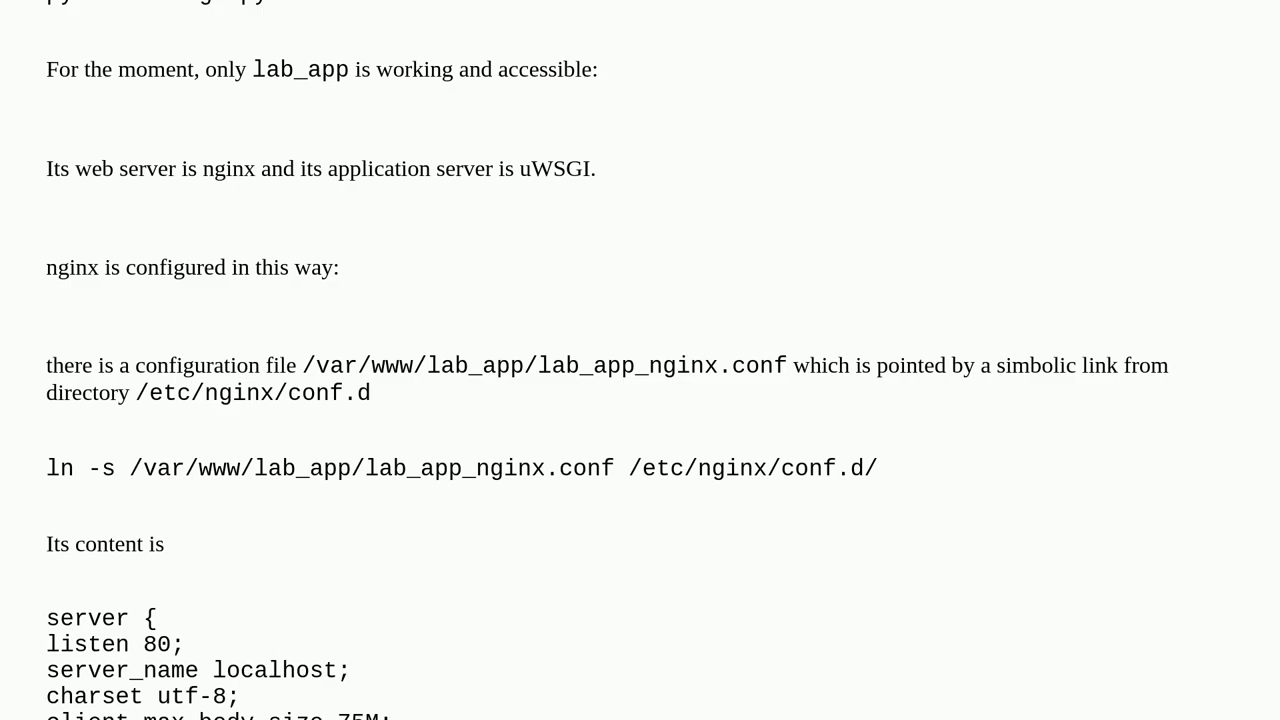 For the moment, only lab_app is working and accessible:
Its web server is nginx and its application server is uWSGI.
nginx is configured in this way:
there is a configuration file /var/www/lab_app/lab_app_nginx.conf which is pointed by a simbolic link from
directory /etc/nginx/conf.d
ln -s /var/www/lab_app/lab_app_nginx.conf /etc/nginx/conf.d/
Its content is
server {
listen 80;
server_name localhost;
charset utf-8;
client_max_body_size 75M;